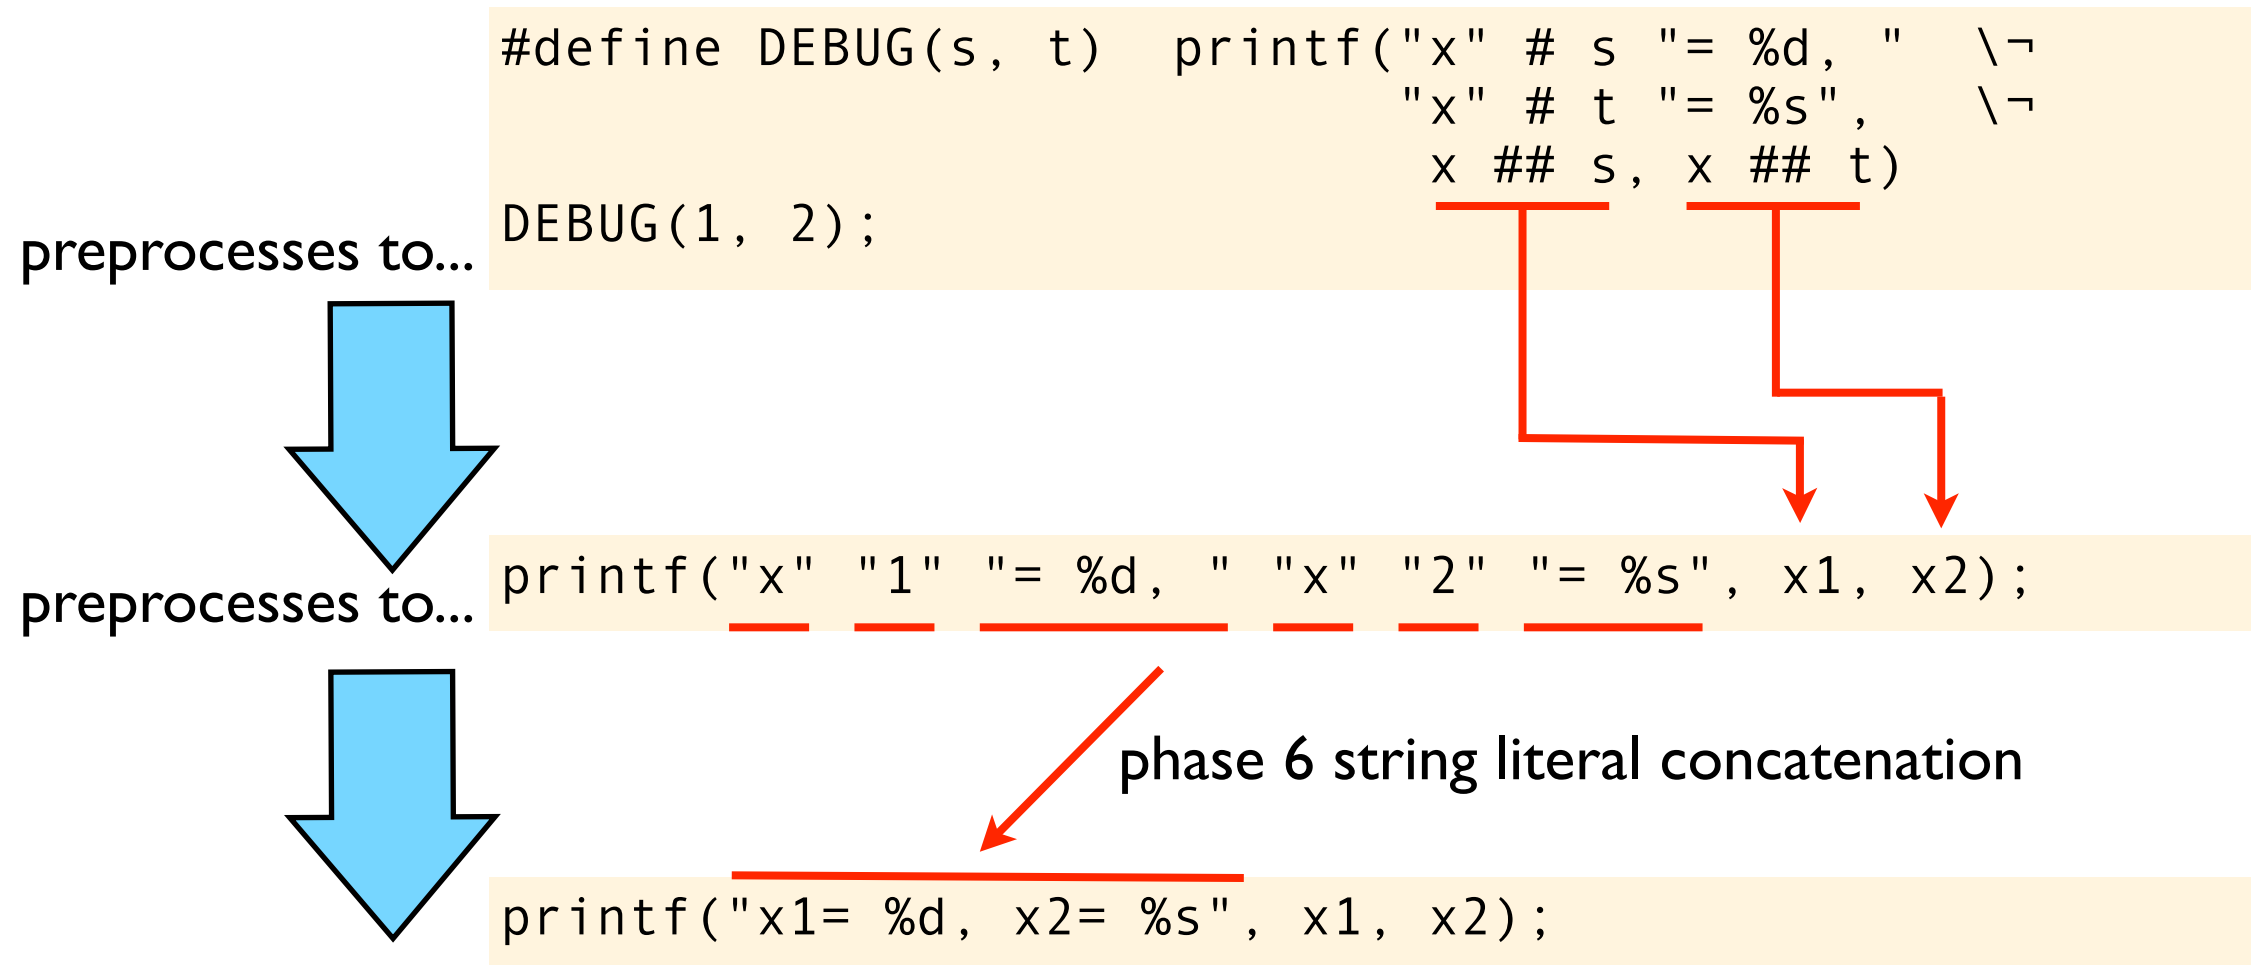 #define DEBUG(s, t)  printf("x" # s "= %d, "  \¬
"x" # t "= %s",   \¬
x ## s, x ## t)
DEBUG(1, 2);
preprocesses to...
printf("x" "1" "= %d, " "x" "2" "= %s", x1, x2);
preprocesses to...
phase 6 string literal concatenation
printf("x1= %d, x2= %s", x1, x2);